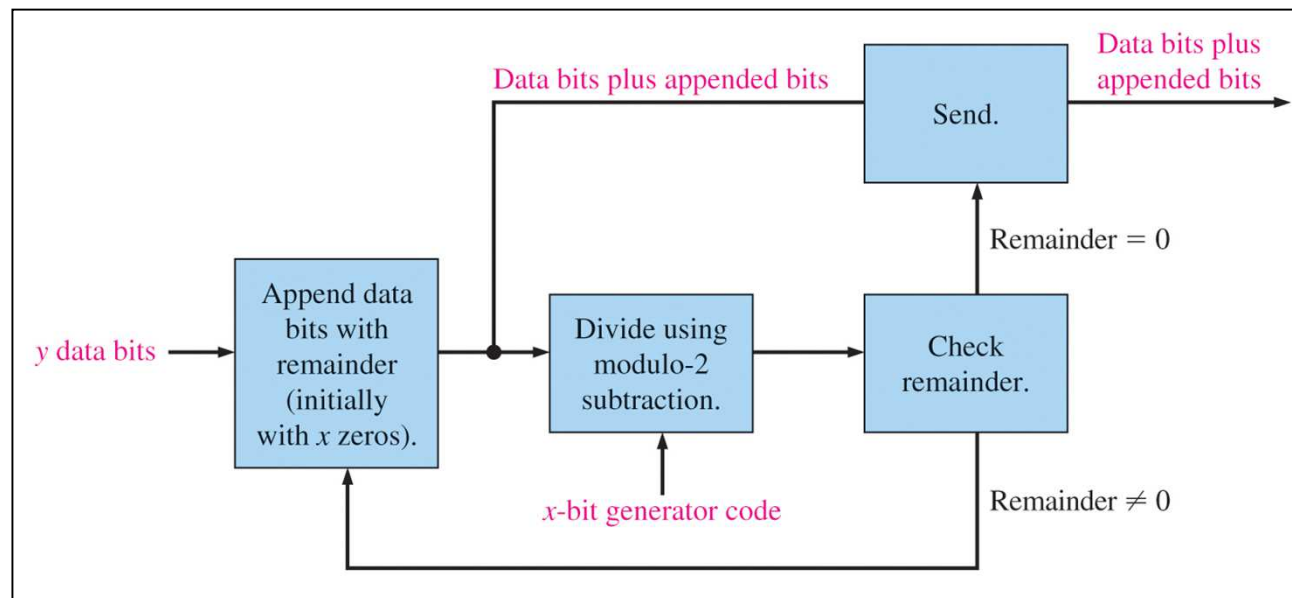 Data bits plus appended bits
Send.
Data bits plus
appended bits
Remainder = 0
y data bits
Append data
bits with
remainder
(initially
with x zeros).
Divide using
modulo-2
subtraction.
Check
remainder.
x-bit generator code
Remainder ≠ 0